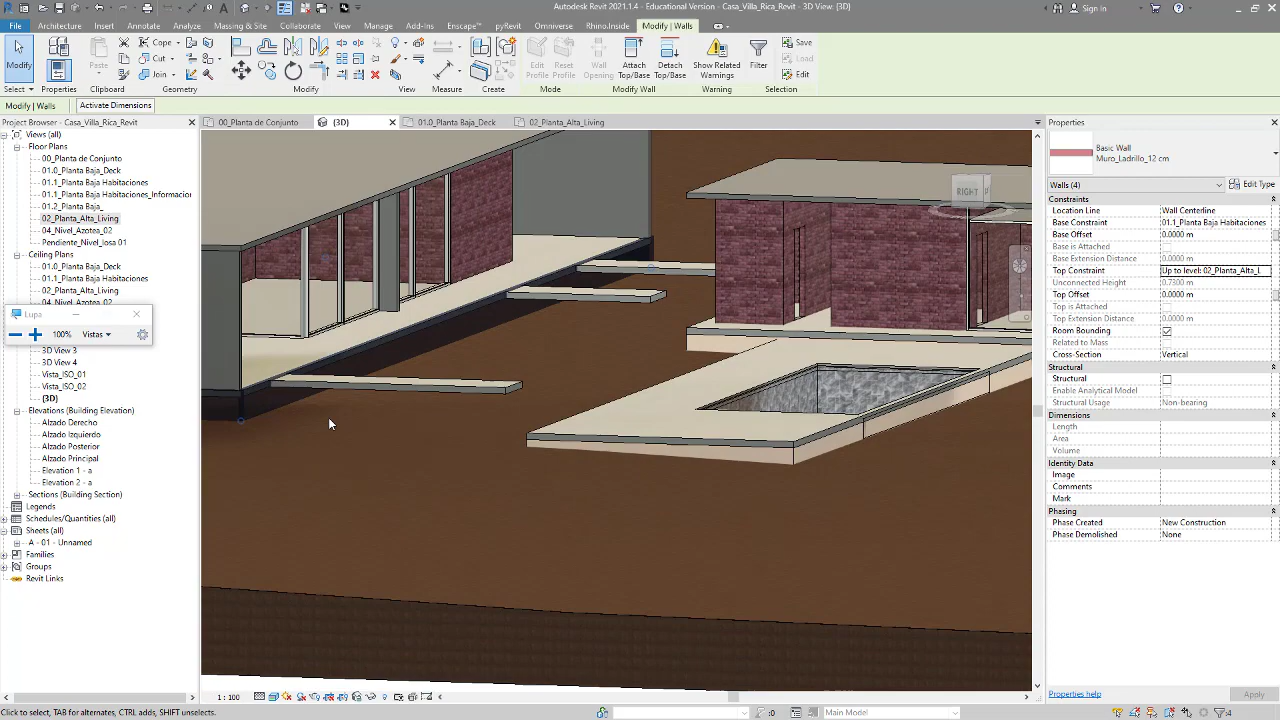 Autodesk Revit 2021.1.4 - Educational Version - Casa_Villa_Rica_Revit - 3D View: {3D}
Sign in
File Architecture Insert Annotate Analyze Massing & Site Collaborate View Manage Add-Ins Enscape™ pyRevit Omniverse Rhino.Inside Modify | Walls
Cope
Save
Cut
Load
Modify Paste Join Edit Profile Reset Profile Wall Opening Attach Top/Base Detach Top/Base Show Related Warnings Filter Edit
Select Properties Clipboard Geometry Modify View Measure Create Mode Modify Wall Warning Selection
Modify | Walls Activate Dimensions
Project Browser - Casa_Villa_Rica_Revit
00_Planta de Conjunto {3D} 01.0_Planta Baja_Deck 02_Planta_Alta_Living
Views (all)
Floor Plans
00_Planta de Conjunto
01.0_Planta Baja_Deck
01.1_Planta Baja Habitaciones
01.1_Planta Baja Habitaciones_Informacion
01.2_Planta Baja_
02_Planta_Alta_Living
04_Nivel_Azotea_02
Pendiente_Nivel_losa 01
Ceiling Plans
01.0_Planta Baja_Deck
01.1_Planta Baja Habitaciones
02_Planta_Alta_Living
04_Nivel_Azotea_02
Lupa
100% Vistas
3D View 3
3D View 4
Vista_ISO_01
Vista_ISO_02
{3D}
Elevations (Building Elevation)
Alzado Derecho
Alzado Izquierdo
Alzado Posterior
Alzado Principal
Elevation 1 - a
Elevation 2 - a
Sections (Building Section)
Legends
Schedules/Quantities (all)
Sheets (all)
A - 01 - Unnamed
Families
Groups
Revit Links
RIGHT
Properties
Basic Wall
Muro_Ladrillo_12 cm
Walls (4) Edit Type
Constraints
Location Line Wall Centerline
Base Constraint 01.1_Planta Baja Habitaciones
Base Offset 0.0000 m
Base is Attached
Base Extension Distance 0.0000 m
Top Constraint Up to level: 02_Planta_Alta_L
Unconnected Height 0.7300 m
Top Offset 0.0000 m
Top is Attached
Top Extension Distance 0.0000 m
Room Bounding
Related to Mass
Cross-Section Vertical
Structural
Structural
Enable Analytical Model
Structural Usage Non-bearing
Dimensions
Length
Area
Volume
Identity Data
Image
Comments
Mark
Phasing
Phase Created New Construction
Phase Demolished None
Properties help Apply
1 : 100
Click to select, TAB for alternates, CTRL adds, SHIFT unselects.
:0 Main Model :4